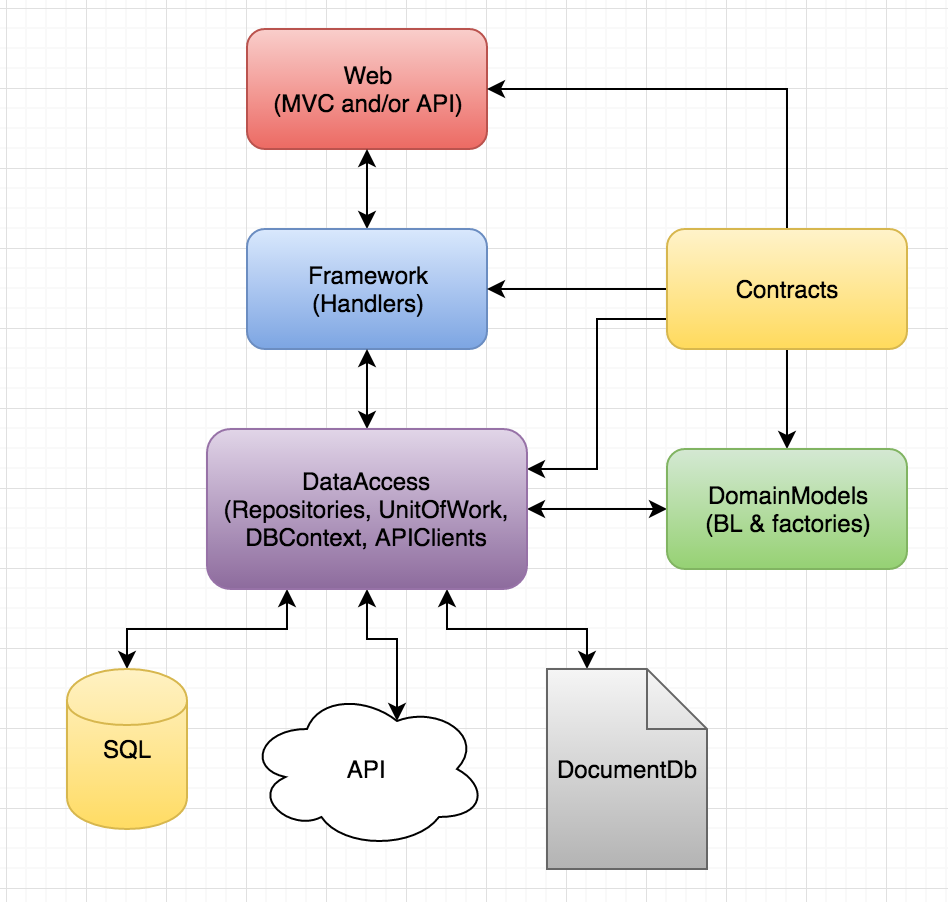 Web
(MVC and/or API)
Framework
(Handlers)
Contracts
DataAccess
(Repositories, UnitOfWork,
DBContext, APIClients
DomainModels
(BL & factories)
SQL
API
DocumentDb